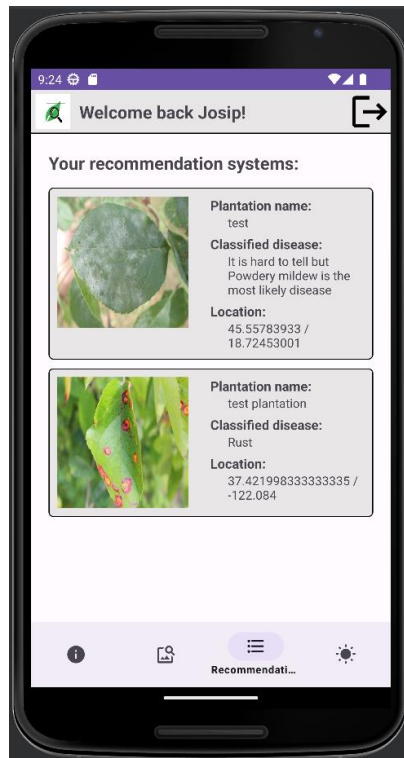 9:24
Welcome back Josip!
Your recommendation systems:
Plantation name:
test
Classified disease:
It is hard to tell but
Powdery mildew is the
most likely disease
Location:
45.55783933 /
18.72453001
Plantation name:
test plantation
Classified disease:
Rust
Location:
37.421998333333335 /
-122.084
Recommendati...